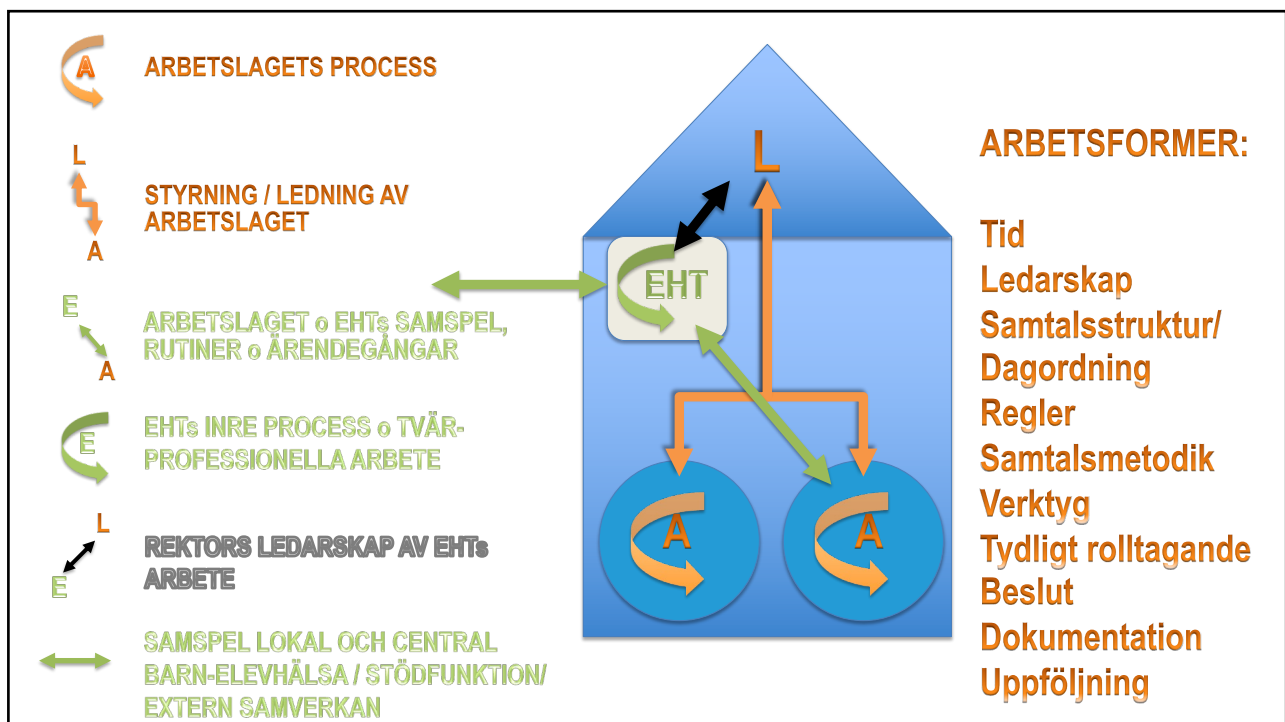 A
ARBETSLAGETS PROCESS
L
A
STYRNING / LEDNING AV
ARBETSLAGET
E
A
ARBETSLAGET o EHTs SAMSPEL,
RUTINER o ÄRENDEGÅNGAR
E
EHTs INRE PROCESS o TVÄR-
PROFESSIONELLA ARBETE
L
E
REKTORS LEDARSKAP AV EHTs
ARBETE
SAMSPEL LOKAL OCH CENTRAL
BARN-ELEVHÄLSA / STÖDFUNKTION/
EXTERN SAMVERKAN
L
EHT
A
A
ARBETSFORMER:
Tid
Ledarskap
Samtalsstruktur/
Dagordning
Regler
Samtalsmetodik
Verktyg
Tydligt rolltagande
Beslut
Dokumentation
Uppföljning